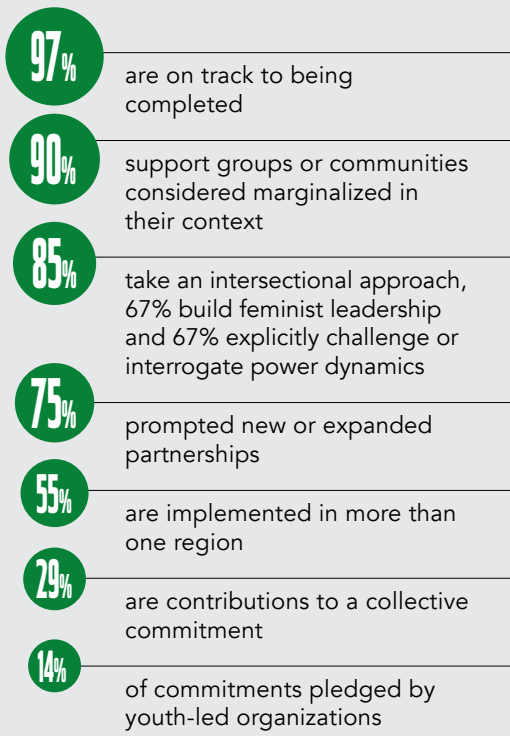 97%
are on track to being
completed
90%
support groups or communities
considered marginalized in
their context
85%
take an intersectional approach,
67% build feminist leadership
and 67% explicitly challenge or
interrogate power dynamics
75%
prompted new or expanded
partnerships
55%
are implemented in more than
one region
29%
are contributions to a collective
commitment
14%
of commitments pledged by
youth-led organizations